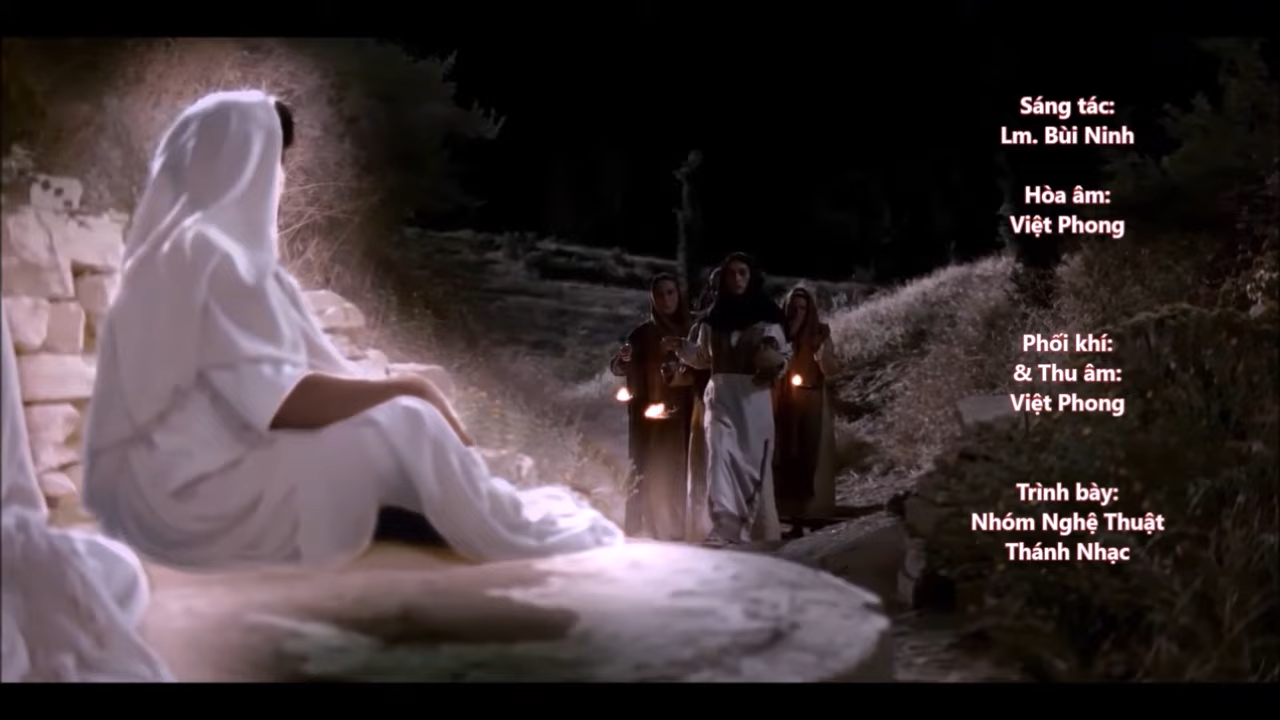 Sáng tác:
Lm. Bùi Ninh
Hòa âm:
Việt Phong
Phối khí:
& Thu âm:
Việt Phong
Trình bày:
Nhóm Nghệ Thuật
Thánh Nhạc